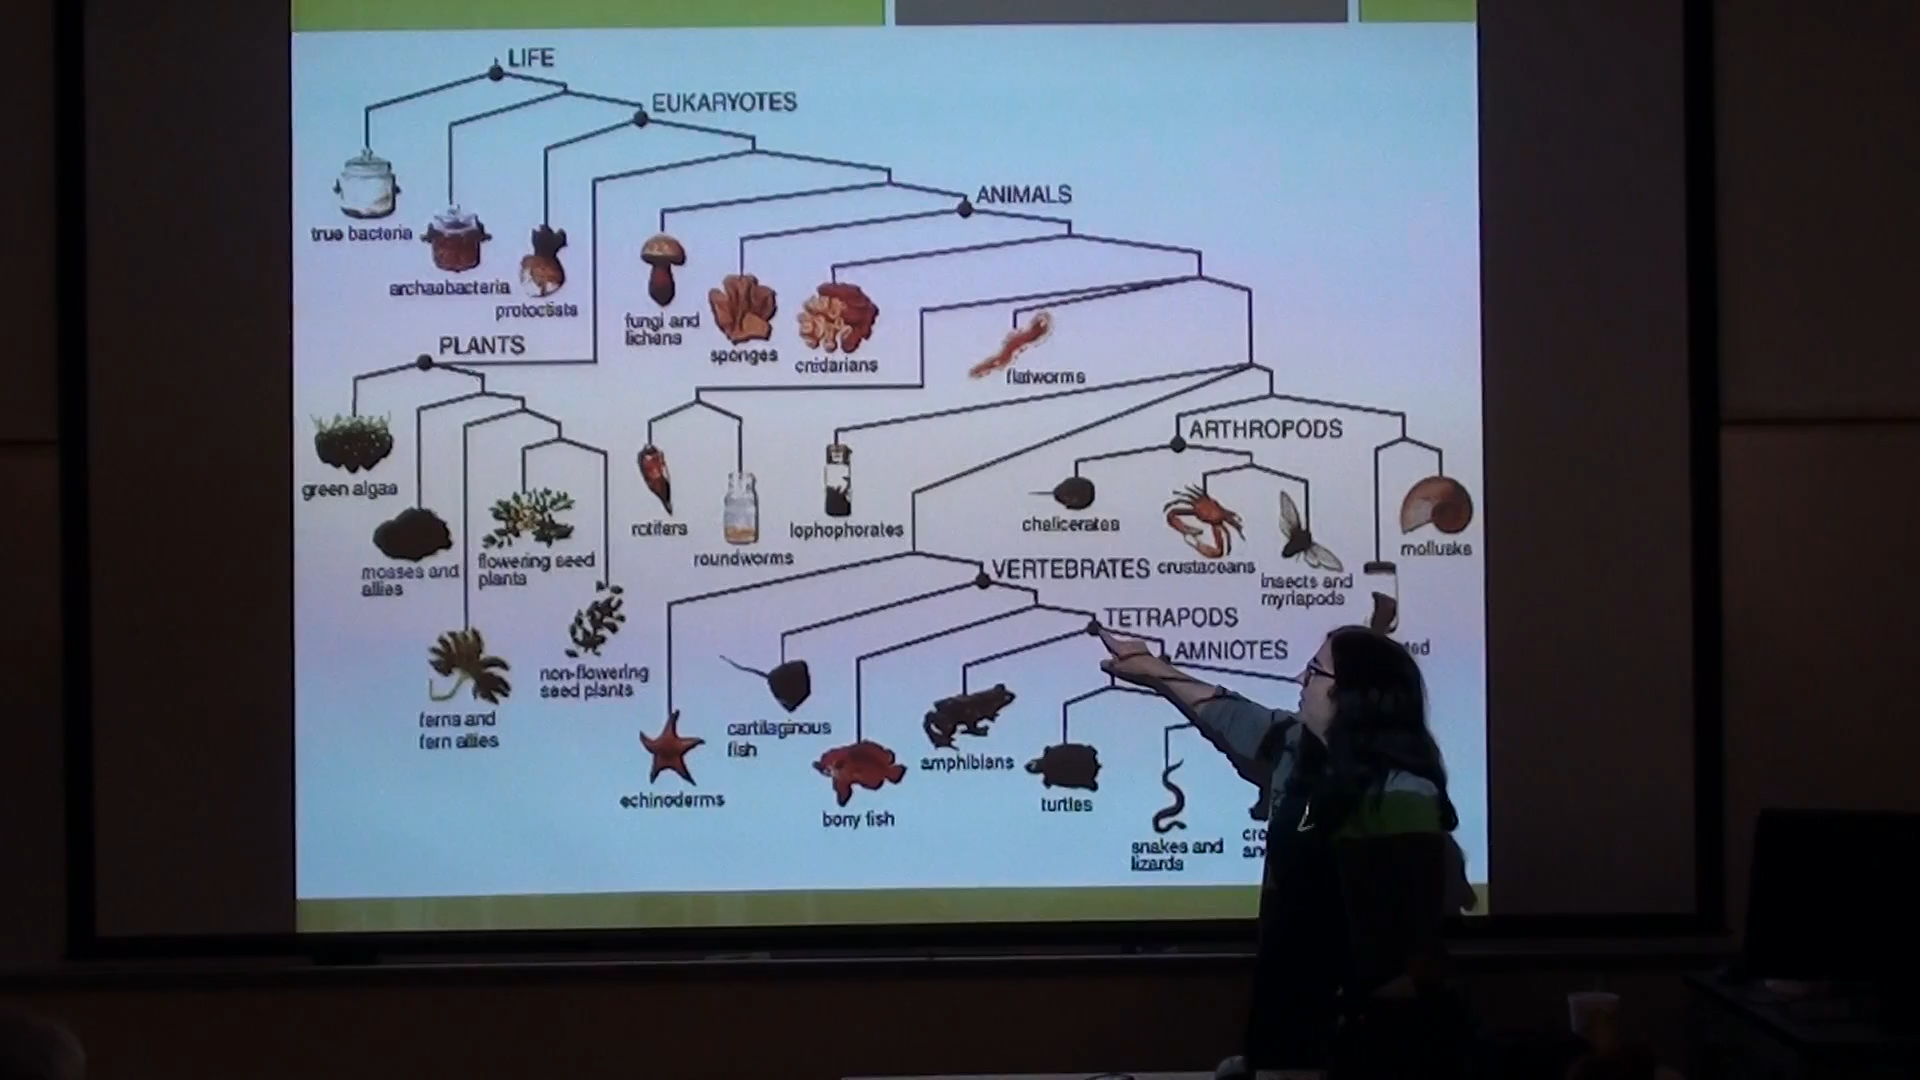 LIFE
EUKARYOTES
ANIMALS
true bacteria
archaebacteria
protoctists
fungi and
lichens
sponges
cnidarians
flatworms
PLANTS
green algae
mosses and
allies
flowering seed
plants
ferns and
fern allies
non-flowering
seed plants
rotifers
roundworms
lophophorates
ARTHROPODS
chelicerates
crustaceans
insects and
myriapods
mollusks
VERTEBRATES
TETRAPODS
AMNIOTES
echinoderms
cartilaginous
fish
bony fish
amphibians
turtles
snakes and
lizards